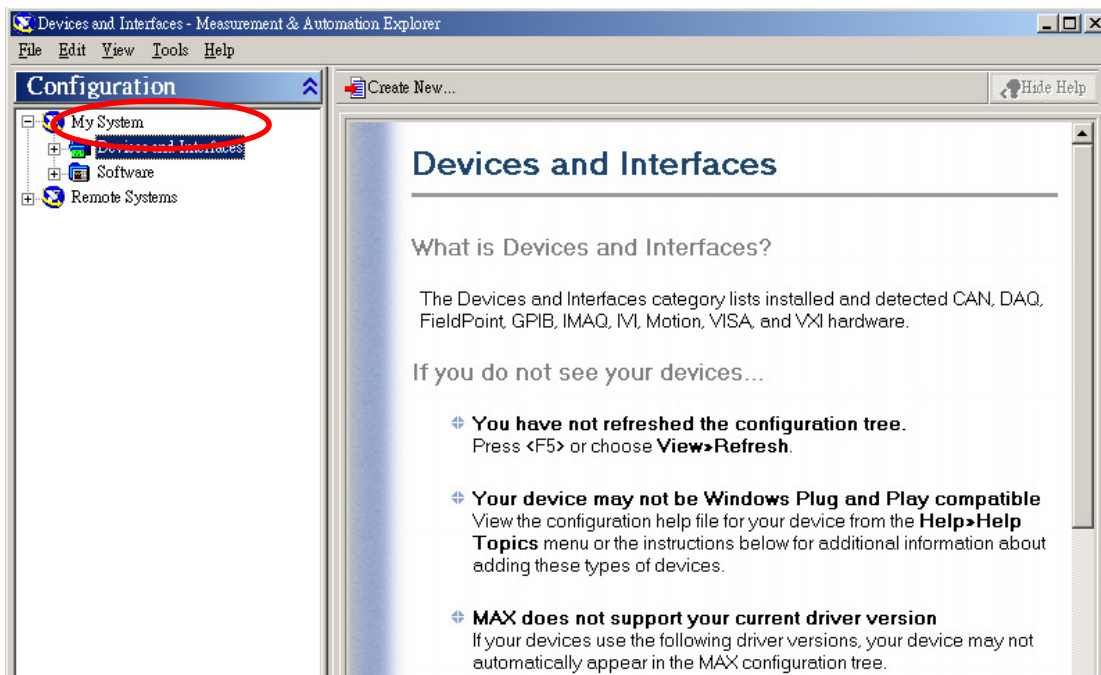 Devices and Interfaces - Measurement & Automation Explorer
File Edit View Tools Help
Configuration
Create New...
Hide Help
My System
Devices and Interfaces
Software
Remote Systems
Devices and Interfaces
What is Devices and Interfaces?
The Devices and Interfaces category lists installed and detected CAN, DAQ,
FieldPoint, GPIB, IMAQ, IVI, Motion, VISA, and VXI hardware.
If you do not see your devices...
You have not refreshed the configuration tree.
Press <F5> or choose View»Refresh.
Your device may not be Windows Plug and Play compatible
View the configuration help file for your device from the Help»Help
Topics menu or the instructions below for additional information about
adding these types of devices.
MAX does not support your current driver version
If your devices use the following driver versions, your device may not
automatically appear in the MAX configuration tree.